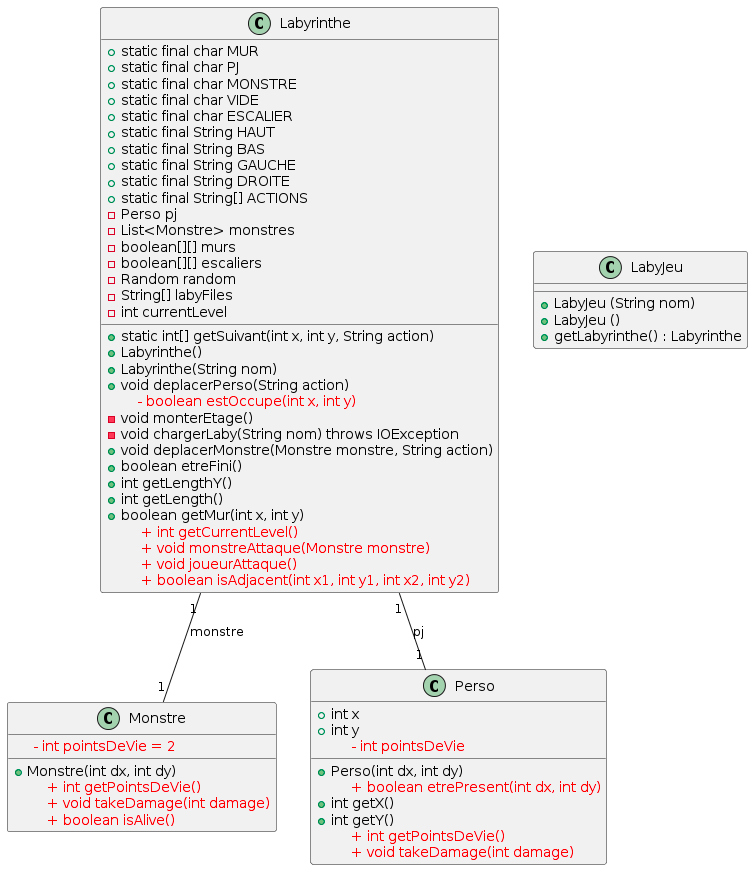 C Labyrinthe
static final char MUR
static final char PJ
static final char MONSTRE
static final char VIDE
static final char ESCALIER
static final String HAUT
static final String BAS
static final String GAUCHE
static final String DROITE
static final String[] ACTIONS
Perso pj
List<Monstre> monstres
boolean[][] murs
boolean[][] escaliers
Random random
String[] labyFiles
int currentLevel
static int[] getSuivant(int x, int y, String action)
Labyrinthe()
Labyrinthe(String nom)
void deplacerPerso(String action)
- boolean estOccupe(int x, int y)
void monterEtage()
void chargerLaby(String nom) throws IOException
void deplacerMonstre(Monstre monstre, String action)
boolean etreFini()
int getLengthY()
int getLength()
boolean getMur(int x, int y)
+ int getCurrentLevel()
+ void monstreAttaque(Monstre monstre)
+ void joueurAttaque()
+ boolean isAdjacent(int x1, int y1, int x2, int y2)
C LabyJeu
LabyJeu (String nom)
LabyJeu ()
getLabyrinthe() : Labyrinthe
1
monstre
1
1
pj
1
C Monstre
- int pointsDeVie = 2
Monstre(int dx, int dy)
+ int getPointsDeVie()
+ void takeDamage(int damage)
+ boolean isAlive()
C Perso
int x
int y
- int pointsDeVie
Perso(int dx, int dy)
+ boolean etrePresent(int dx, int dy)
int getX()
int getY()
+ int getPointsDeVie()
+ void takeDamage(int damage)